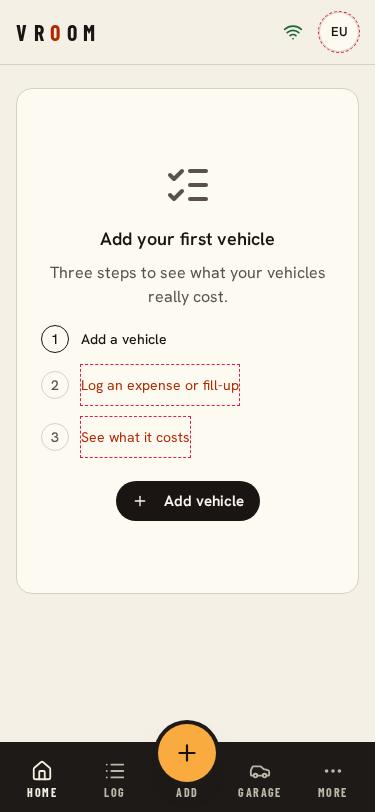 VROOM
EU
Add your first vehicle
Three steps to see what your vehicles
really cost.
1 Add a vehicle
2 Log an expense or fill-up
3 See what it costs
Add vehicle
HOME LOG ADD GARAGE MORE